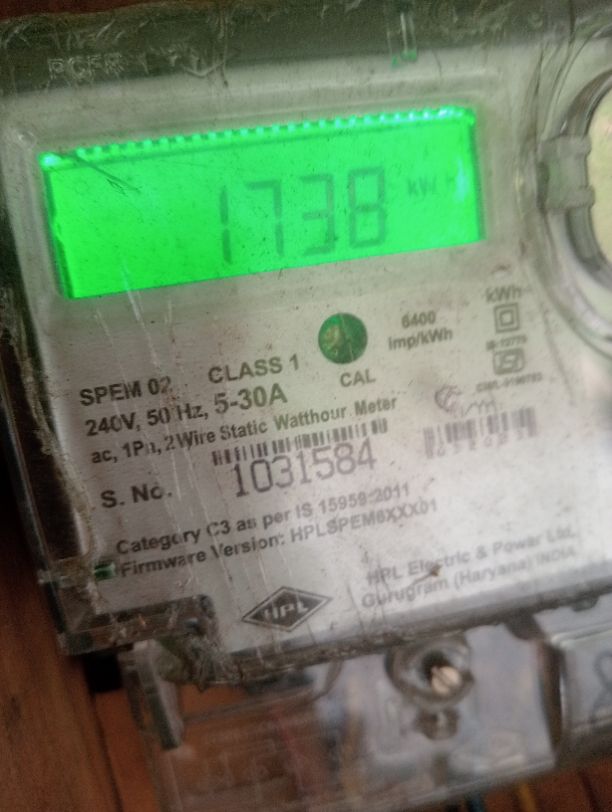 1738 kWh
kWh
6400
imp/kWh
SPEM 02 CLASS 1
CAL
240V, 50 Hz, 5-30A
ac, 1Ph, 2Wire Static Watthour Meter
S. No. 1031584
Category C3 as per IS 15959:2011
Firmware Version: HPLSPEM6XXX01
HPL
HPL Electric & Power Ltd.
Gurugram (Haryana) INDIA